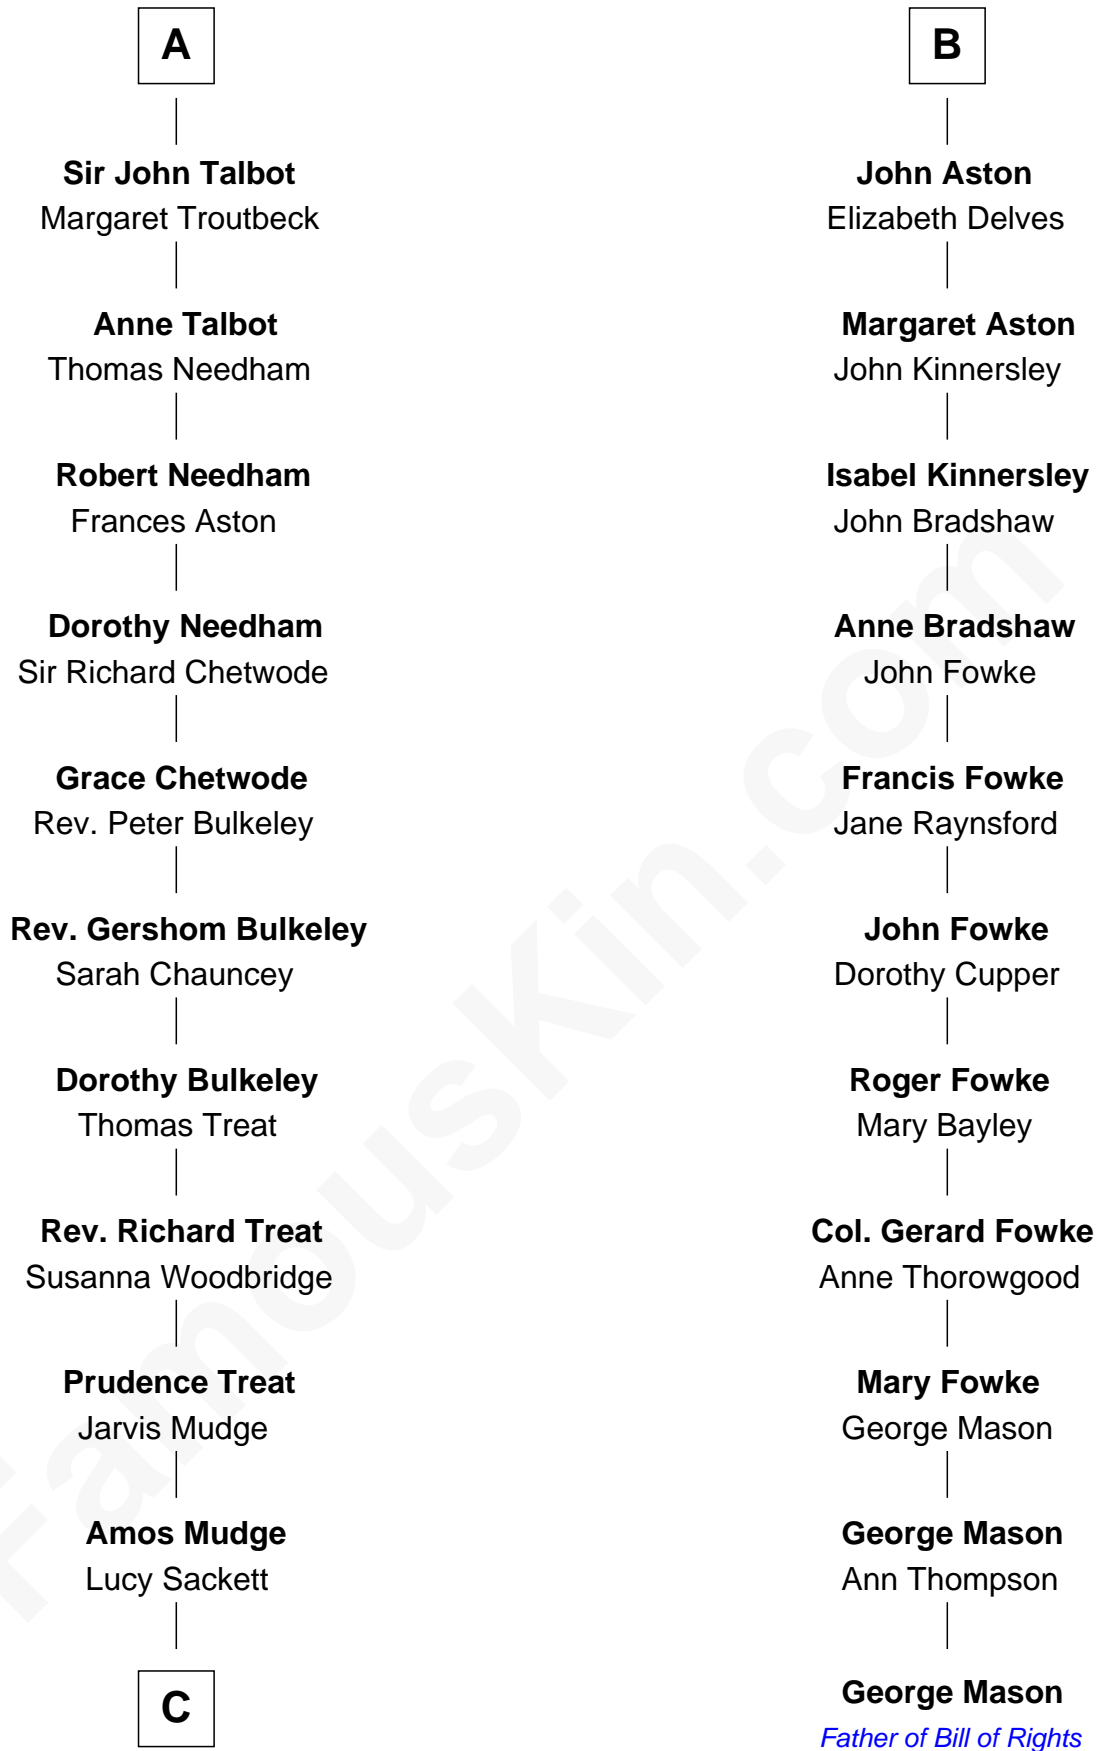 A
Sir John Talbot
Margaret Troutbeck
Anne Talbot
Thomas Needham
Robert Needham
Frances Aston
Dorothy Needham
Sir Richard Chetwode
Grace Chetwode
Rev. Peter Bulkeley
Rev. Gershom Bulkeley
Sarah Chauncey
Dorothy Bulkeley
Thomas Treat
Rev. Richard Treat
Susanna Woodbridge
Prudence Treat
Jarvis Mudge
Amos Mudge
Lucy Sackett
C
B
John Aston
Elizabeth Delves
Margaret Aston
John Kinnersley
Isabel Kinnersley
John Bradshaw
Anne Bradshaw
John Fowke
Francis Fowke
Jane Raynsford
John Fowke
Dorothy Cupper
Roger Fowke
Mary Bayley
Col. Gerard Fowke
Anne Thorowgood
Mary Fowke
George Mason
George Mason
Ann Thompson
George Mason
Father of Bill of Rights
FamousKin.com